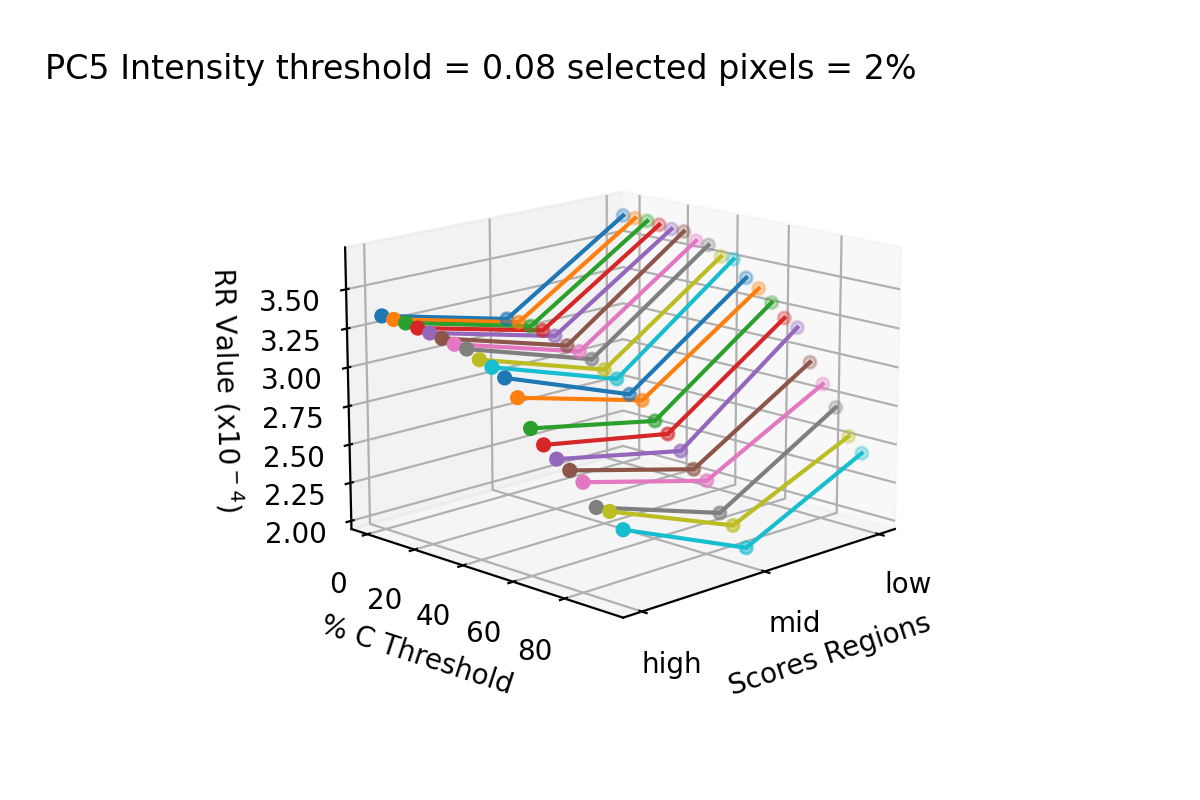 PC5 Intensity threshold = 0.08 selected pixels = 2%
RR Value (x10⁻⁴)
3.50
3.25
3.00
2.75
2.50
2.25
2.00
0
20
40
60
80
% C Threshold
low
mid
high
Scores Regions